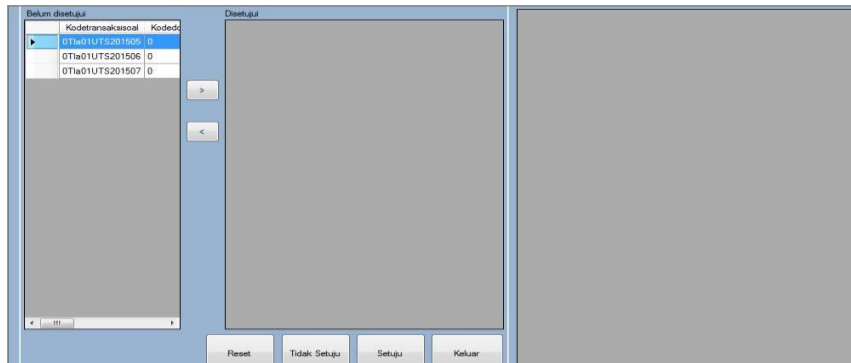 Belum disetujui Disetujui
Kodetransaksisoal Kodedo
0TIa01UTS201505 0
0TIa01UTS201506 0
0TIa01UTS201507 0
>
<
Reset Tidak Setuju Setuju Keluar